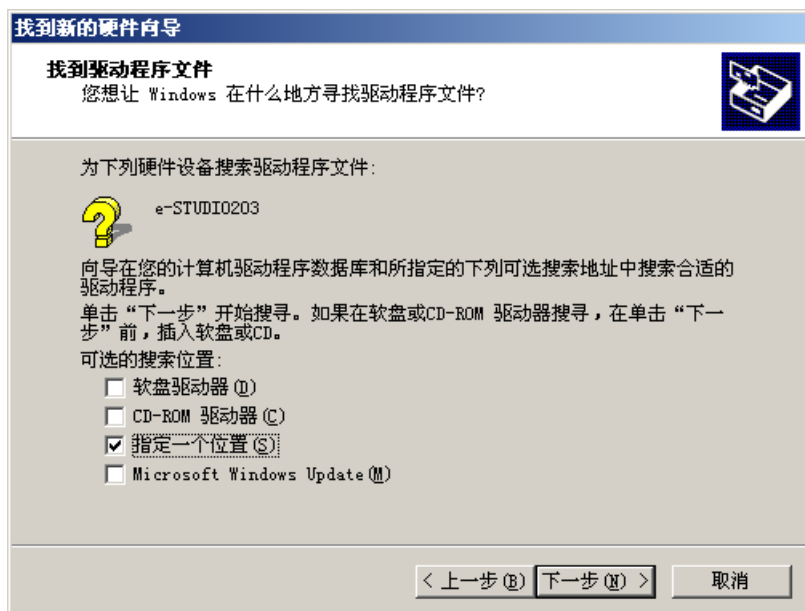 找到新的硬件向导
找到驱动程序文件
您想让 Windows 在什么地方寻找驱动程序文件?
为下列硬件设备搜索驱动程序文件:
e-STUDIO203
向导在您的计算机驱动程序数据库和所指定的下列可选搜索地址中搜索合适的
驱动程序。
单击“下一步”开始搜寻。如果在软盘或CD-ROM 驱动器搜寻，在单击“下一
步”前，插入软盘或CD。
可选的搜索位置:
软盘驱动器(D)
CD-ROM 驱动器(C)
指定一个位置(S)
Microsoft Windows Update(M)
< 上一步(B) 下一步(N) > 取消